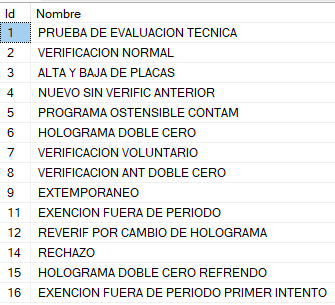 Id Nombre
1 PRUEBA DE EVALUACION TECNICA
2 VERIFICACION NORMAL
3 ALTA Y BAJA DE PLACAS
4 NUEVO SIN VERIFIC ANTERIOR
5 PROGRAMA OSTENSIBLE CONTAM
6 HOLOGRAMA DOBLE CERO
7 VERIFICACION VOLUNTARIO
8 VERIFICACION ANT DOBLE CERO
9 EXTEMPORANEO
11 EXENCION FUERA DE PERIODO
12 REVERIF POR CAMBIO DE HOLOGRAMA
14 RECHAZO
15 HOLOGRAMA DOBLE CERO REFRENDO
16 EXENCION FUERA DE PERIODO PRIMER INTENTO